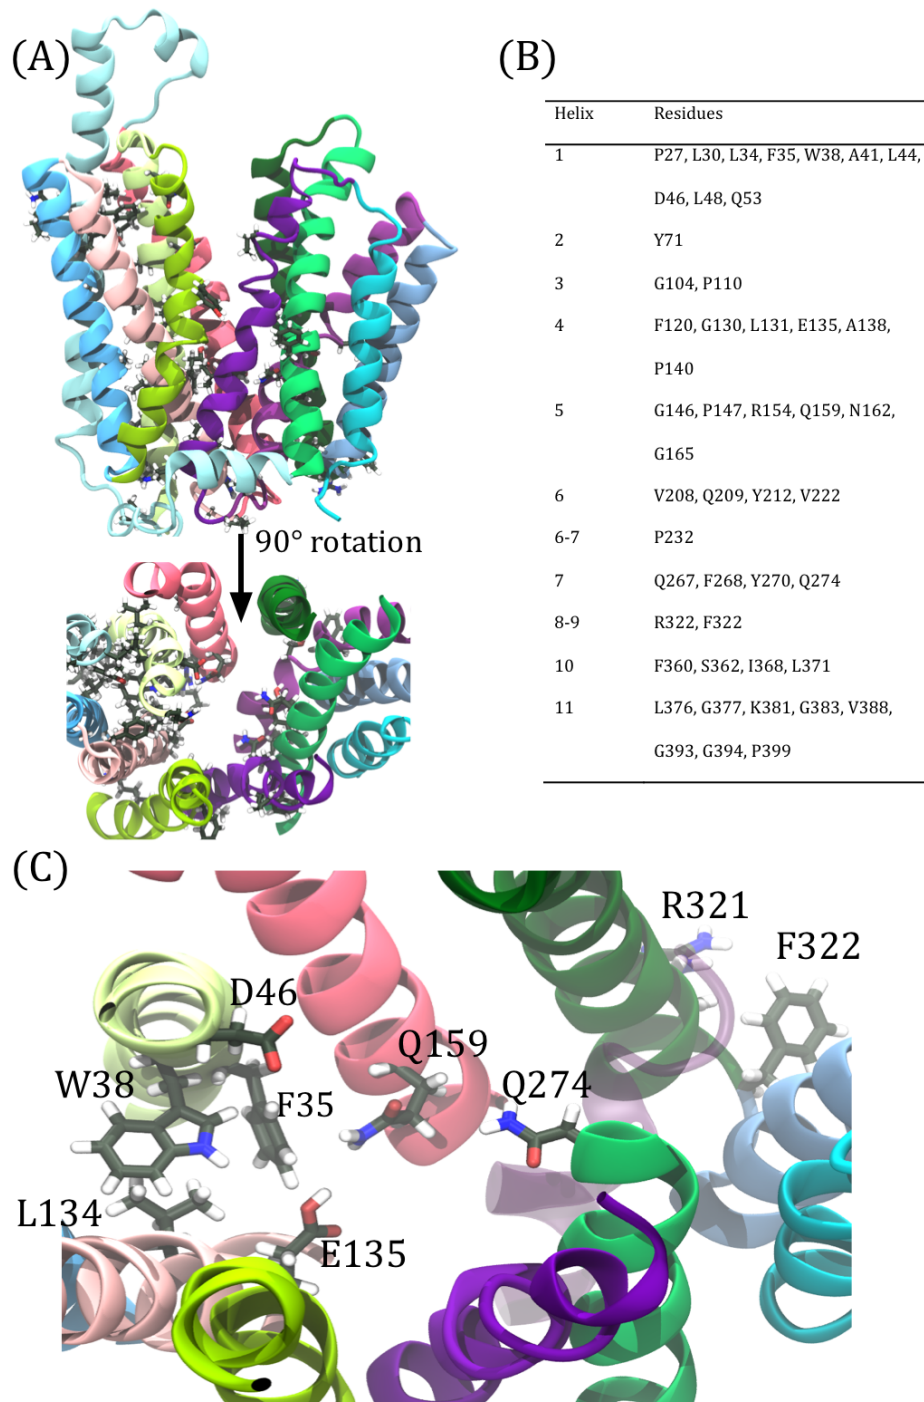 (A)
(B)
Helix Residues
1 P27, L30, L34, F35, W38, A41, L44,
D46, L48, Q53
2 Y71
3 G104, P110
4 F120, G130, L131, E135, A138,
P140
5 G146, P147, R154, Q159, N162,
G165
6 V208, Q209, Y212, V222
6-7 P232
7 Q267, F268, Y270, Q274
8-9 R322, F322
10 F360, S362, I368, L371
11 L376, G377, K381, G383, V388,
G393, G394, P399
90° rotation
(C)
R321
F322
D46
Q159
W38
F35
Q274
L134
E135